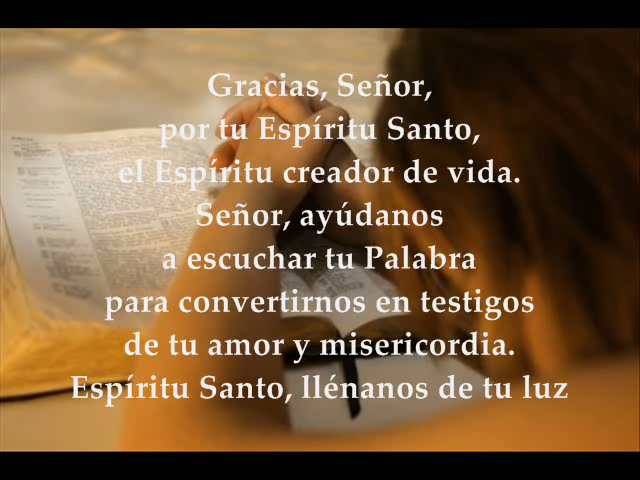 Gracias, Señor,
por tu Espíritu Santo,
el Espíritu creador de vida.
Señor, ayúdanos
a escuchar tu Palabra
para convertirnos en testigos
de tu amor y misericordia.
Espíritu Santo, llénanos de tu luz